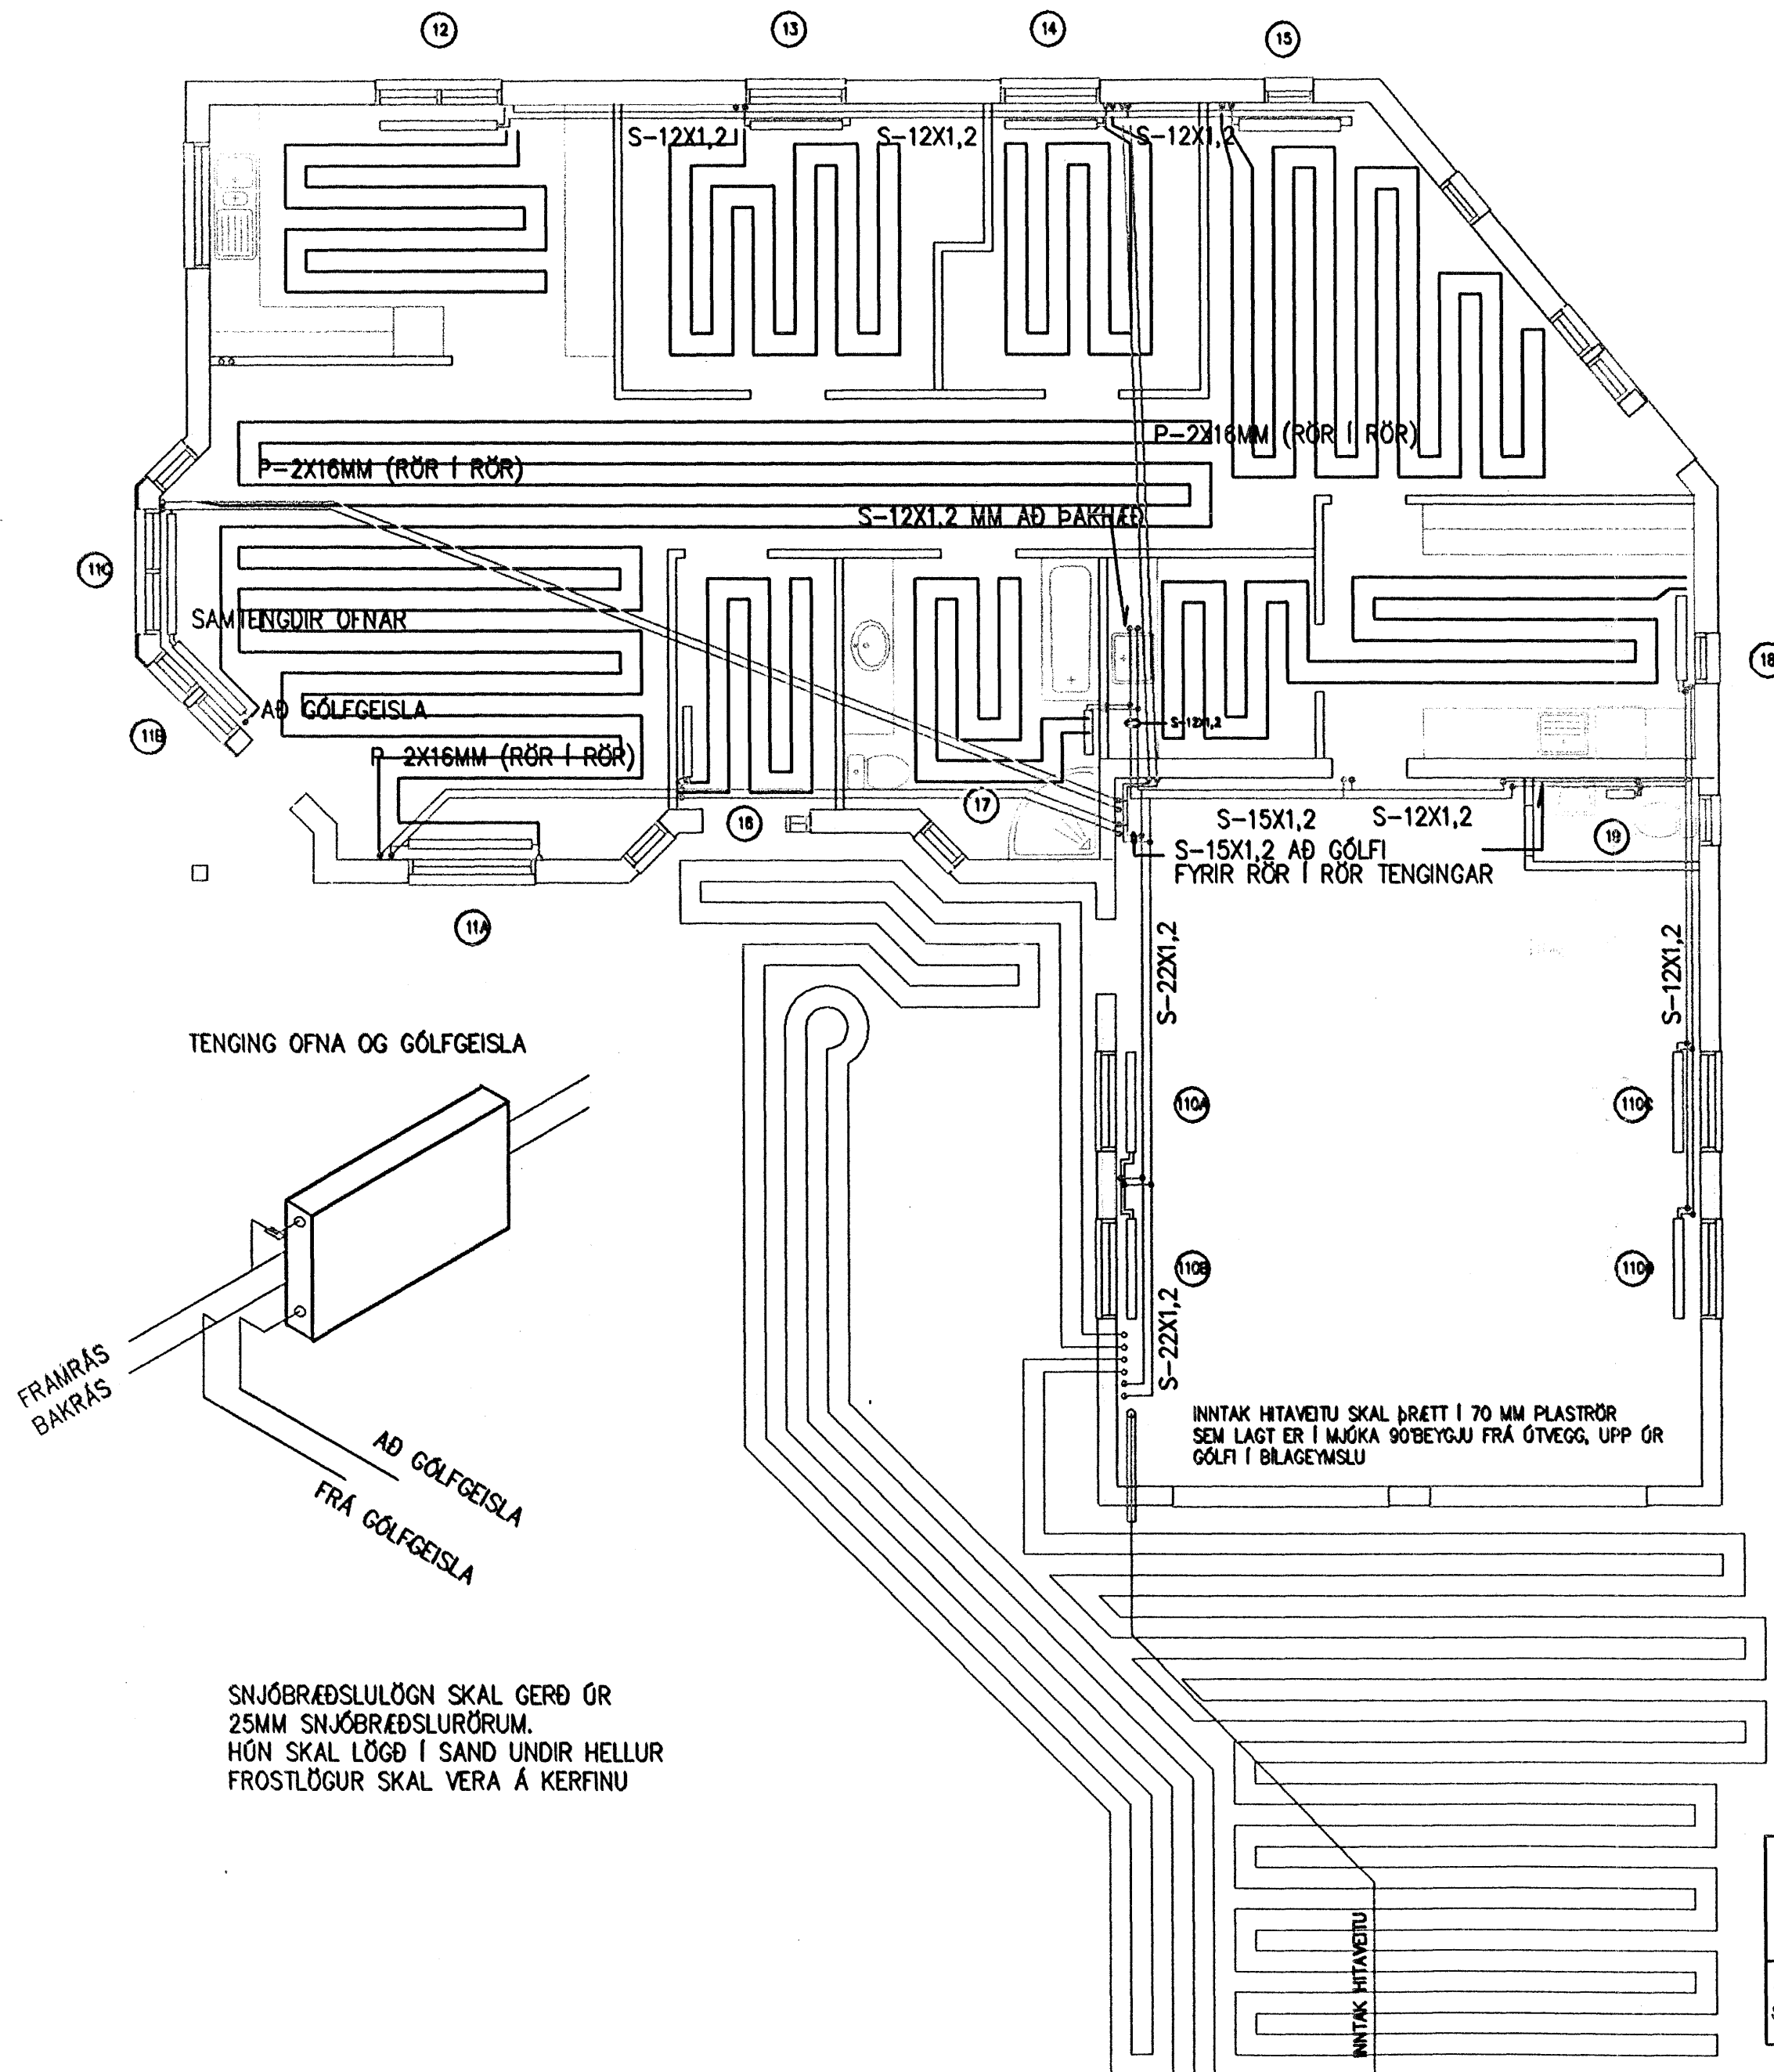 12
13
14
15
S-12X1,2
S-12X1,2
S-12X1,2
P-2X16MM (RÖR Í RÖR)
P-2X16MM (RÖR Í RÖR)
S-12X1,2 MM AÐ ÞAKHÆÐ
11C
SAMTENGDIR OFNAR
18
11B
AÐ GÓLFGEISLA
S-12X1,2
P-2X16MM (RÖR Í RÖR)
16
17
S-15X1,2
S-12X1,2
19
S-15X1,2 AÐ GÓLFI
FYRIR RÖR Í RÖR TENGINGAR
11A
S-22X1,2
S-12X1,2
TENGING OFNA OG GÓLFGEISLA
110A
110C
110B
110D
S-22X1,2
FRAMRÁS
BAKRÁS
AÐ GÓLFGEISLA
FRÁ GÓLFGEISLA
INNTAK HITAVEITU SKAL ÞRÆTT Í 70 MM PLASTRÖR
SEM LAGT ER Í MJÚKA 90°BEYGJU FRÁ ÚTVEGG, UPP ÚR
GÓLFI Í BÍLAGEYMSLU
SNJÓBRÆÐSLULÖGN SKAL GERÐ ÚR
25MM SNJÓBRÆÐSLURÖRUM.
HÚN SKAL LÖGÐ Í SAND UNDIR HELLUR
FROSTLÖGUR SKAL VERA Á KERFINU
INNTAK HITAVEITU